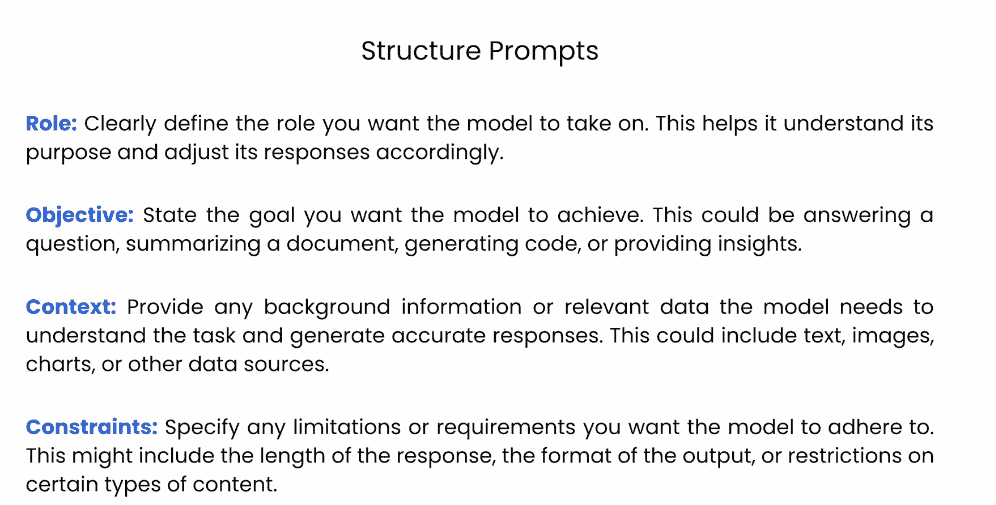 Structure Prompts
Role: Clearly define the role you want the model to take on. This helps it understand its
purpose and adjust its responses accordingly.
Objective: State the goal you want the model to achieve. This could be answering a
question, summarizing a document, generating code, or providing insights.
Context: Provide any background information or relevant data the model needs to
understand the task and generate accurate responses. This could include text, images,
charts, or other data sources.
Constraints: Specify any limitations or requirements you want the model to adhere to.
This might include the length of the response, the format of the output, or restrictions on
certain types of content.